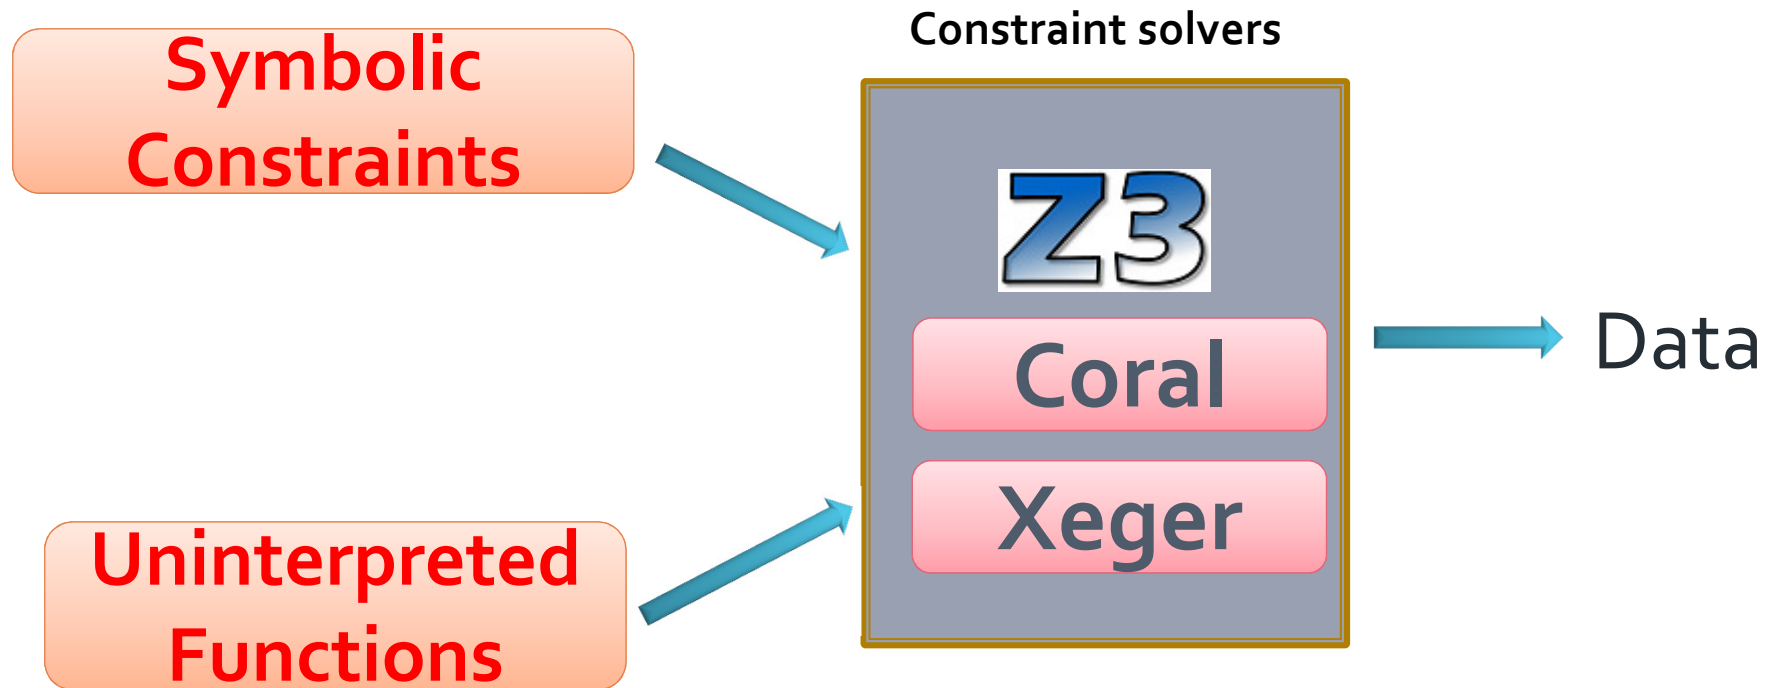 Constraint solvers
Symbolic
Constraints
Z3
Coral
Xeger
Data
Uninterpreted
Functions